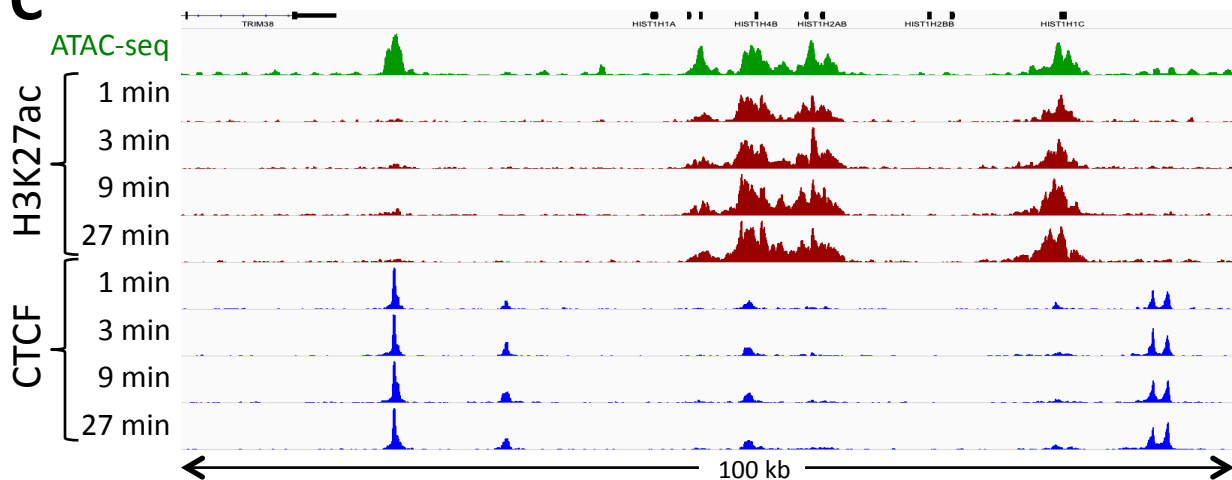 C
TRIM38 HIST1H1A HIST1H4B HIST1H2AB HIST1H2BB HIST1H1C
ATAC-seq
H3K27ac
1 min
3 min
9 min
27 min
CTCF
1 min
3 min
9 min
27 min
100 kb